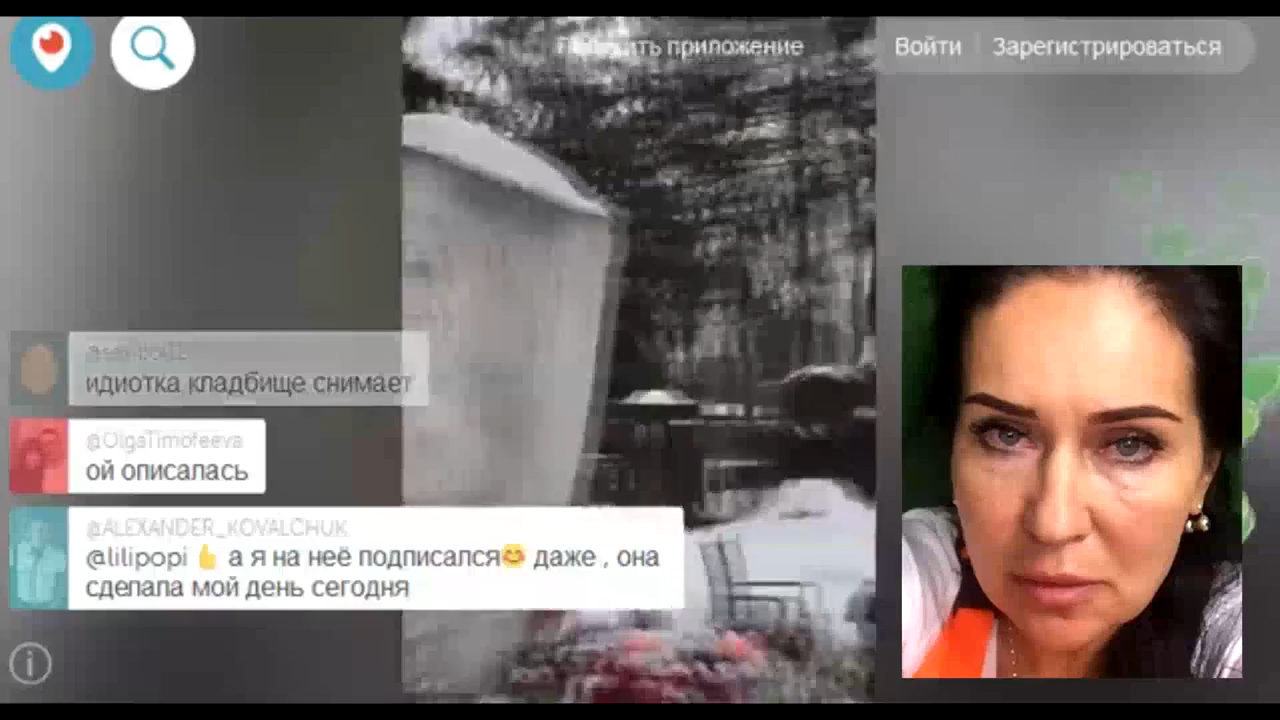 приложение
Войти
Зарегистрироваться
идиотка кладбище снимает
@OlgaTimofeeva
ой описалась
@ALEXANDER_KOVALCHUK
@lilipopi 👍 а я на неё подписался😊 даже , она
сделала мой день сегодня